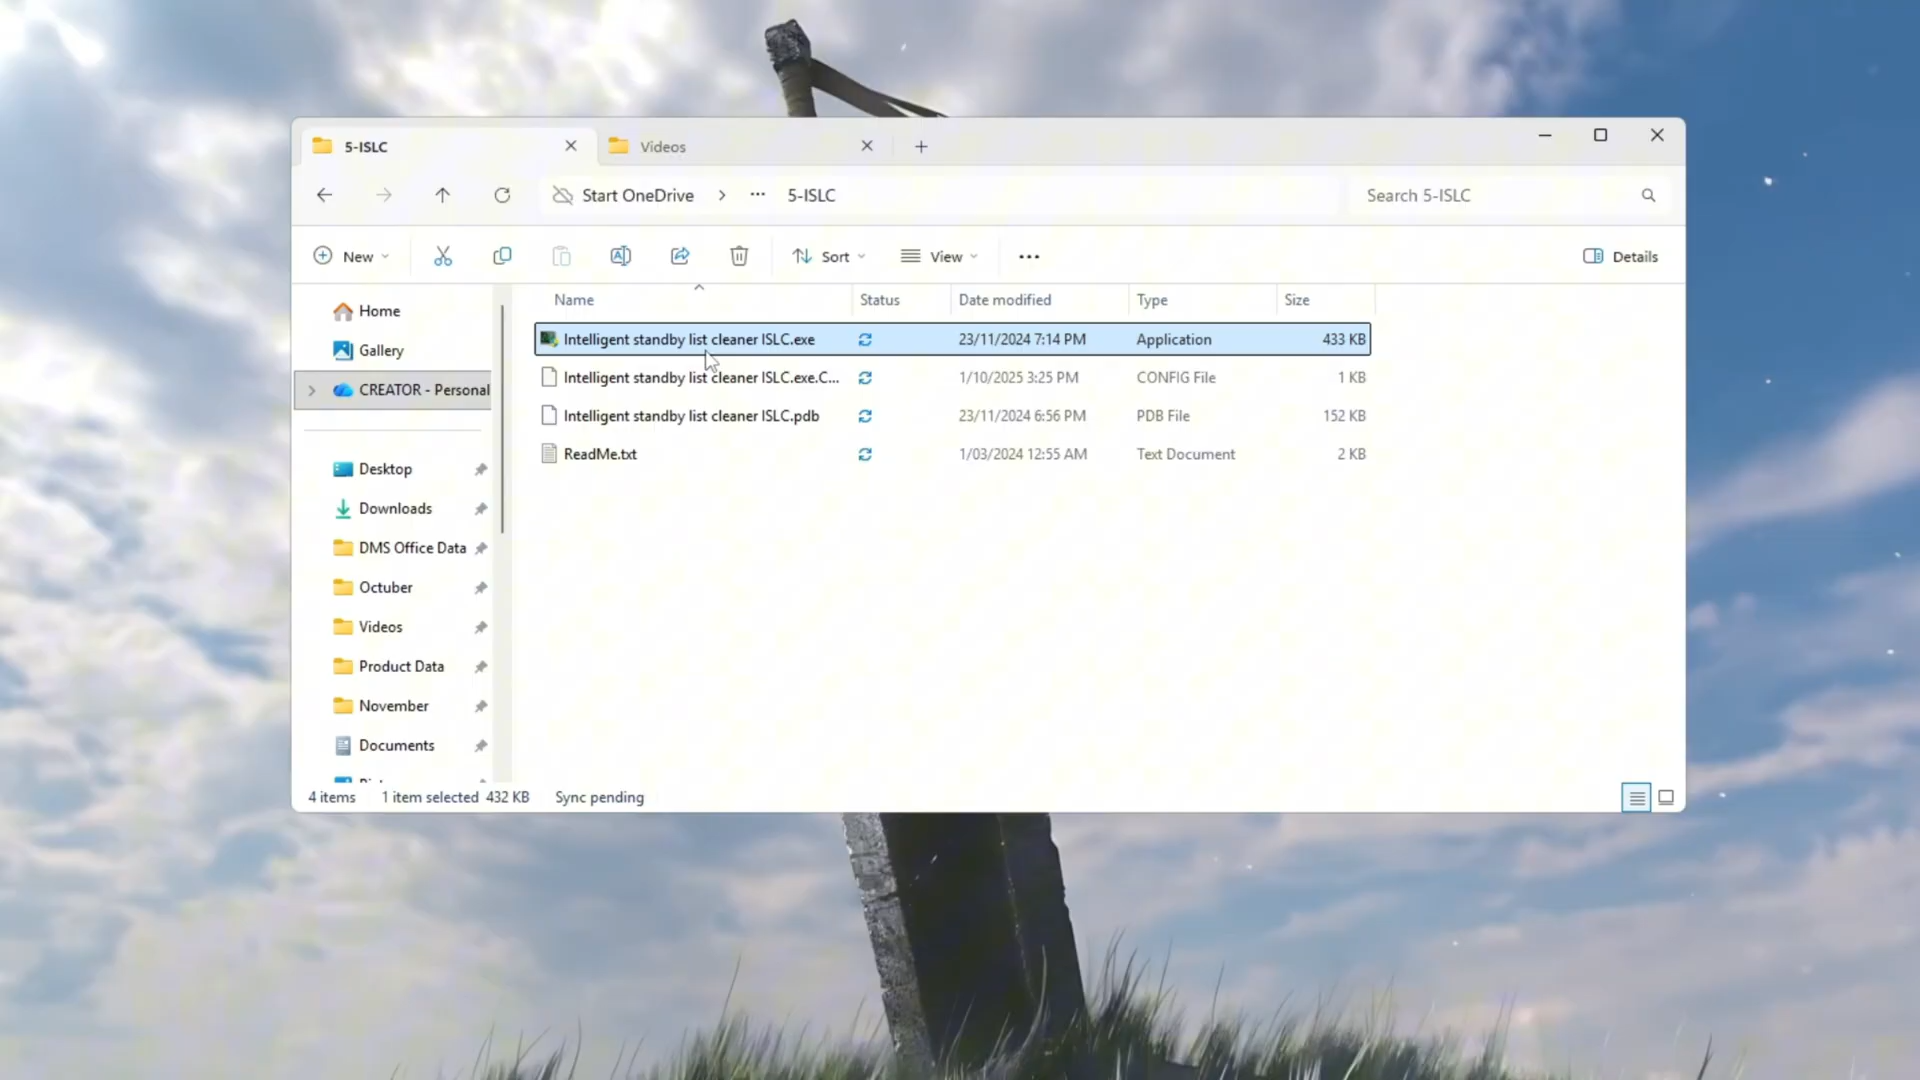 5-ISLC
Videos
Start OneDrive
5-ISLC
Search 5-ISLC
New
Sort
View
Details
Name Status Date modified Type Size
Intelligent standby list cleaner ISLC.exe 23/11/2024 7:14 PM Application 433 KB
Intelligent standby list cleaner ISLC.exe.C... 1/10/2025 3:25 PM CONFIG File 1 KB
Intelligent standby list cleaner ISLC.pdb 23/11/2024 6:56 PM PDB File 152 KB
ReadMe.txt 1/03/2024 12:55 AM Text Document 2 KB
Home
Gallery
CREATOR - Personal
Desktop
Downloads
DMS Office Data
Octuber
Videos
Product Data
November
Documents
4 items 1 item selected 432 KB Sync pending